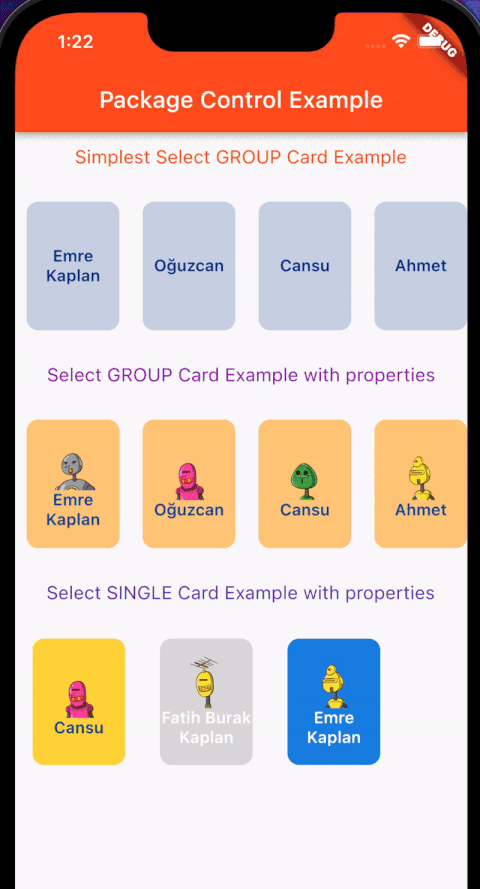 1:22
DEBUG
Package Control Example
Simplest Select GROUP Card Example
Emre
Kaplan
Oğuzcan
Cansu
Ahmet
Select GROUP Card Example with properties
Emre
Kaplan
Oğuzcan
Cansu
Ahmet
Select SINGLE Card Example with properties
Cansu
Fatih Burak
Kaplan
Emre
Kaplan